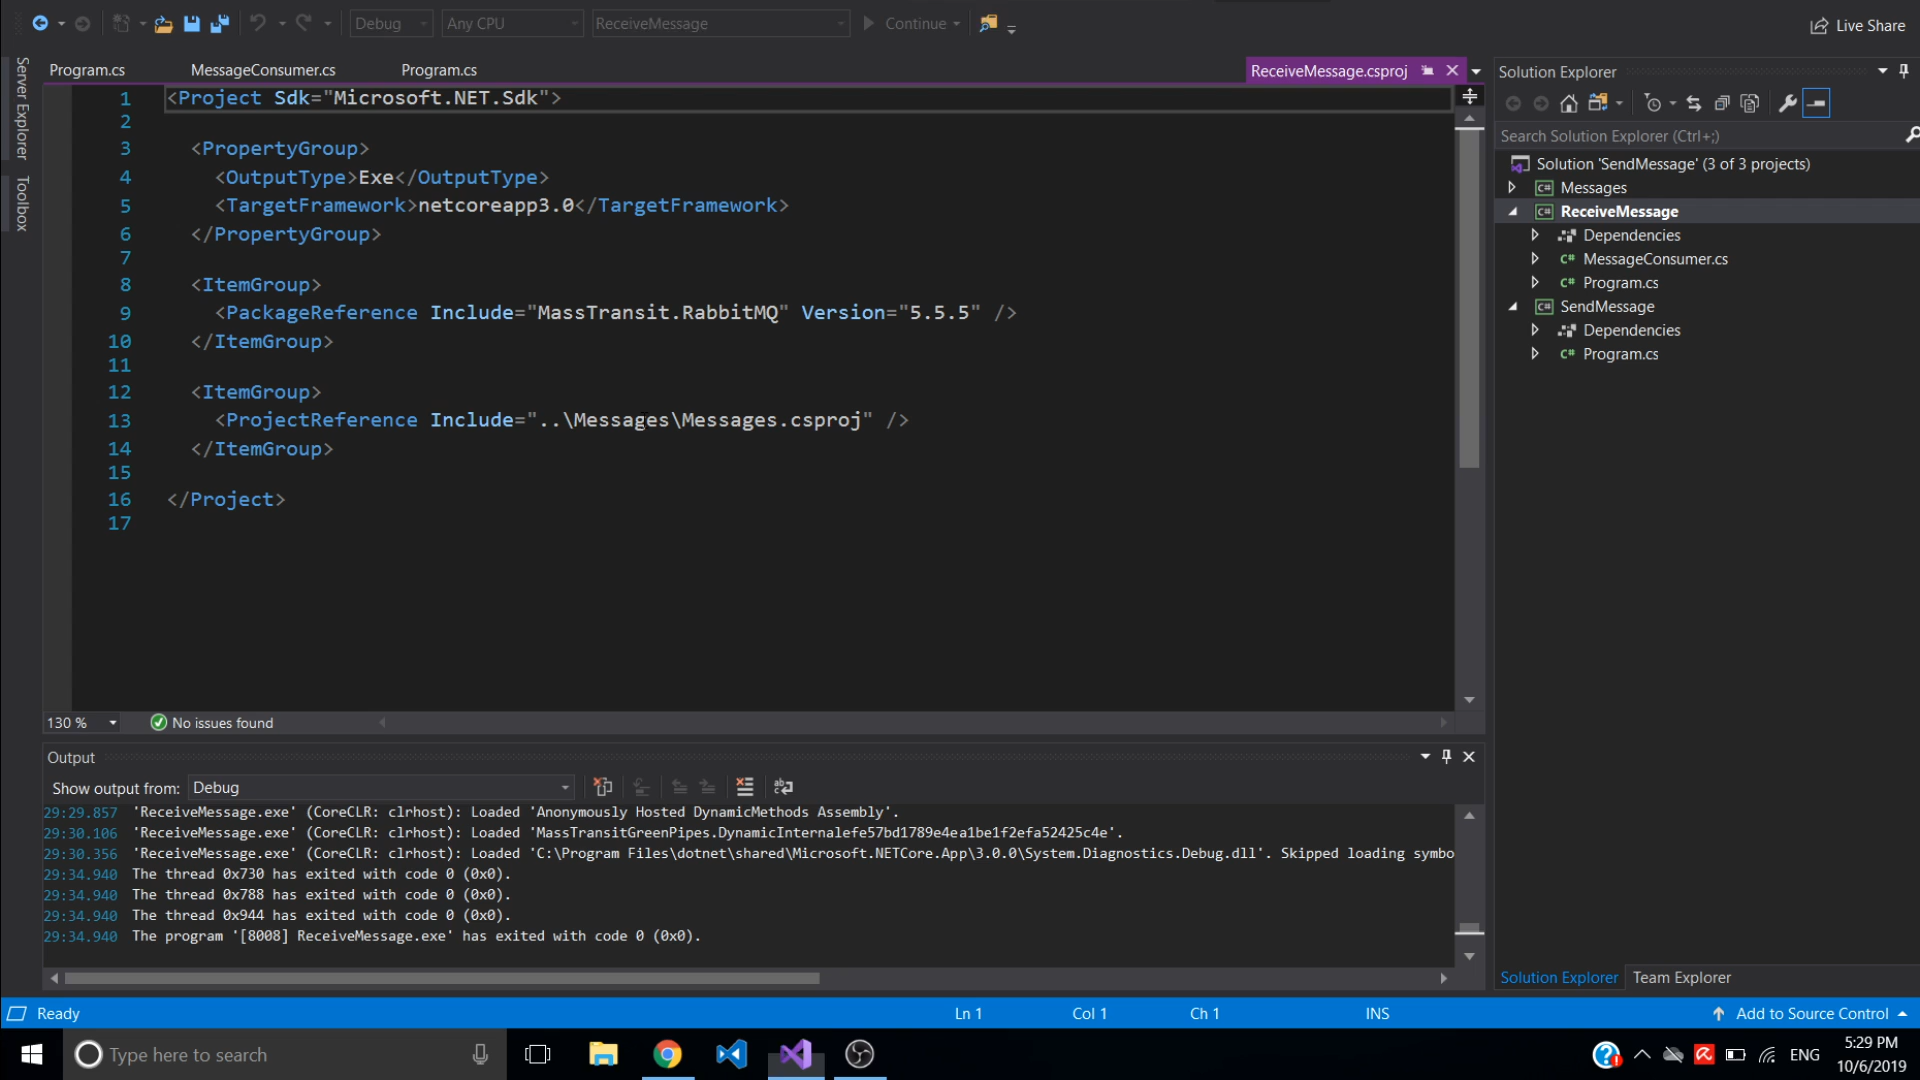 Debug
Any CPU
ReceiveMessage
Continue
Live Share
Server Explorer
Toolbox
Program.cs
MessageConsumer.cs
Program.cs
ReceiveMessage.csproj
1 <Project Sdk="Microsoft.NET.Sdk">
2
3 <PropertyGroup>
4 <OutputType>Exe</OutputType>
5 <TargetFramework>netcoreapp3.0</TargetFramework>
6 </PropertyGroup>
7
8 <ItemGroup>
9 <PackageReference Include="MassTransit.RabbitMQ" Version="5.5.5" />
10 </ItemGroup>
11
12 <ItemGroup>
13 <ProjectReference Include="..\Messages\Messages.csproj" />
14 </ItemGroup>
15
16 </Project>
17
130 %
No issues found
Output
Show output from:
Debug
29:29.857 'ReceiveMessage.exe' (CoreCLR: clrhost): Loaded 'Anonymously Hosted DynamicMethods Assembly'.
29:30.106 'ReceiveMessage.exe' (CoreCLR: clrhost): Loaded 'MassTransitGreenPipes.DynamicInternalefe57bd1789e4ea1be1f2efa52425c4e'.
29:30.356 'ReceiveMessage.exe' (CoreCLR: clrhost): Loaded 'C:\Program Files\dotnet\shared\Microsoft.NETCore.App\3.0.0\System.Diagnostics.Debug.dll'. Skipped loading symbo
29:34.940 The thread 0x730 has exited with code 0 (0x0).
29:34.940 The thread 0x788 has exited with code 0 (0x0).
29:34.940 The thread 0x944 has exited with code 0 (0x0).
29:34.940 The program '[8008] ReceiveMessage.exe' has exited with code 0 (0x0).
Solution Explorer
Search Solution Explorer (Ctrl+;)
Solution 'SendMessage' (3 of 3 projects)
C# Messages
C# ReceiveMessage
Dependencies
C# MessageConsumer.cs
C# Program.cs
C# SendMessage
Dependencies
C# Program.cs
Solution Explorer
Team Explorer
Ready
Ln 1
Col 1
Ch 1
INS
Add to Source Control
Type here to search
ENG
5:29 PM
10/6/2019